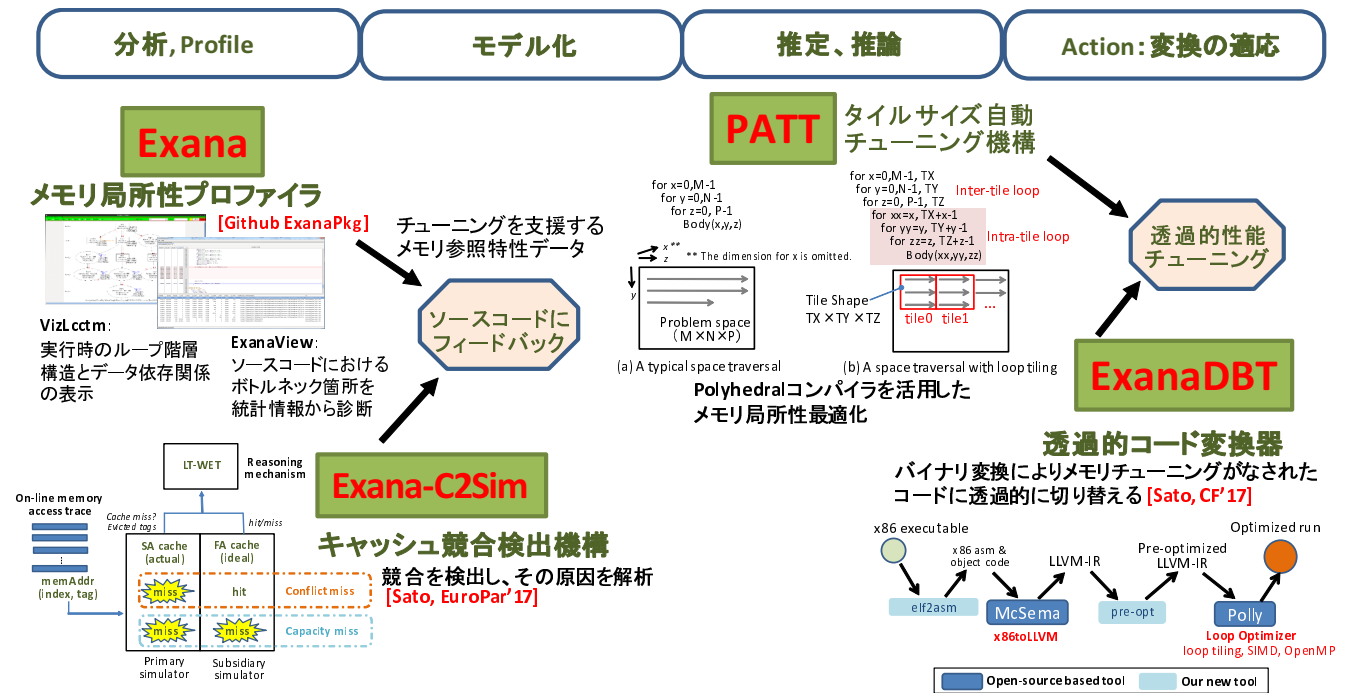 分析, Profile
モデル化
推定、推論
Action: 変換の適応
Exana
メモリ局所性プロファイラ
[Github ExanaPkg]
VizLcctm:
実行時のループ階層
構造とデータ依存関係
の表示
ExanaView:
ソースコードにおける
ボトルネック箇所を
統計情報から診断
チューニングを支援する
メモリ参照特性データ
ソースコードに
フィードバック
LT-WET
Reasoning
mechanism
On-line memory
access trace
Cache miss?
Evicted tags
hit/miss
SA cache
(actual)
FA cache
(ideal)
memAddr
(index, tag)
miss
hit
Conflict miss
miss
miss
Capacity miss
Primary
simulator
Subsidiary
simulator
Exana-C2Sim
キャッシュ競合検出機構
競合を検出し、その原因を解析
[Sato, EuroPar'17]
PATT
タイルサイズ自動
チューニング機構
for x=0,M-1
for y=0,N-1
for z=0, P-1
Body(x,y,z)
x **
z
y
** The dimension for x is omitted.
Problem space
(M×N×P)
(a) A typical space traversal
for x=0,M-1, TX
for y=0,N-1, TY
for z=0, P-1, TZ
for xx=x, TX+x-1
for yy=y, TY+y-1
for zz=z, TZ+z-1
Body(xx,yy,zz)
Inter-tile loop
Intra-tile loop
Tile Shape
TX×TY×TZ
tile0
tile1
...
(b) A space traversal with loop tiling
Polyhedralコンパイラを活用した
メモリ局所性最適化
透過的性能
チューニング
ExanaDBT
透過的コード変換器
バイナリ変換によりメモリチューニングがなされた
コードに透過的に切り替える [Sato, CF'17]
x86 executable
x86 asm &
object code
LLVM-IR
Pre-optimized
LLVM-IR
Optimized run
elf2asm
McSema
x86toLLVM
pre-opt
Polly
Loop Optimizer
loop tiling, SIMD, OpenMP
Open-source based tool
Our new tool